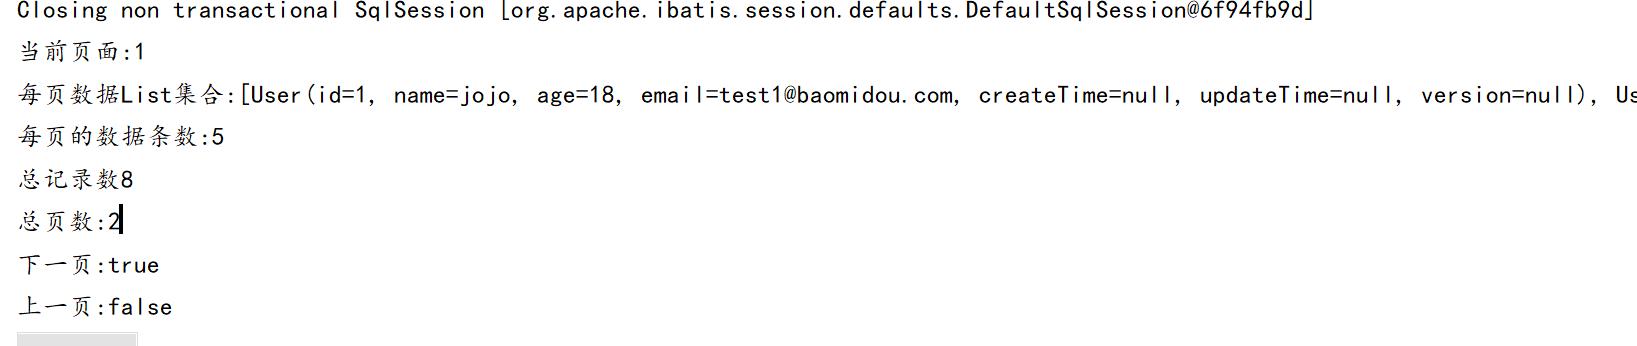 Closing non transactional SqlSession [org.apache.ibatis.session.defaults.DefaultSqlSession@6f94fb9d]
当前页面:1
每页数据List集合:[User(id=1, name=jojo, age=18, email=test1@baomidou.com, createTime=null, updateTime=null, version=null), Us
每页的数据条数:5
总记录数8
总页数:2
下一页:true
上一页:false